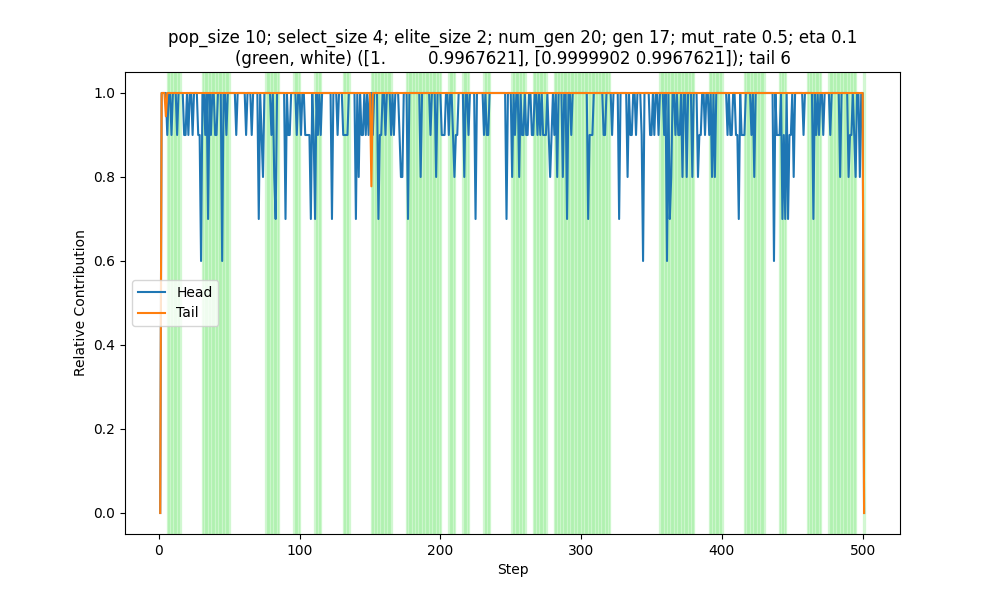 pop_size 10; select_size 4; elite_size 2; num_gen 20; gen 17; mut_rate 0.5; eta 0.1
(green, white) ([1.        0.9967621], [0.9999902 0.9967621]); tail 6
1.0
0.8
0.6
0.4
0.2
0.0
Relative Contribution
Head
Tail
0
100
200
300
400
500
Step